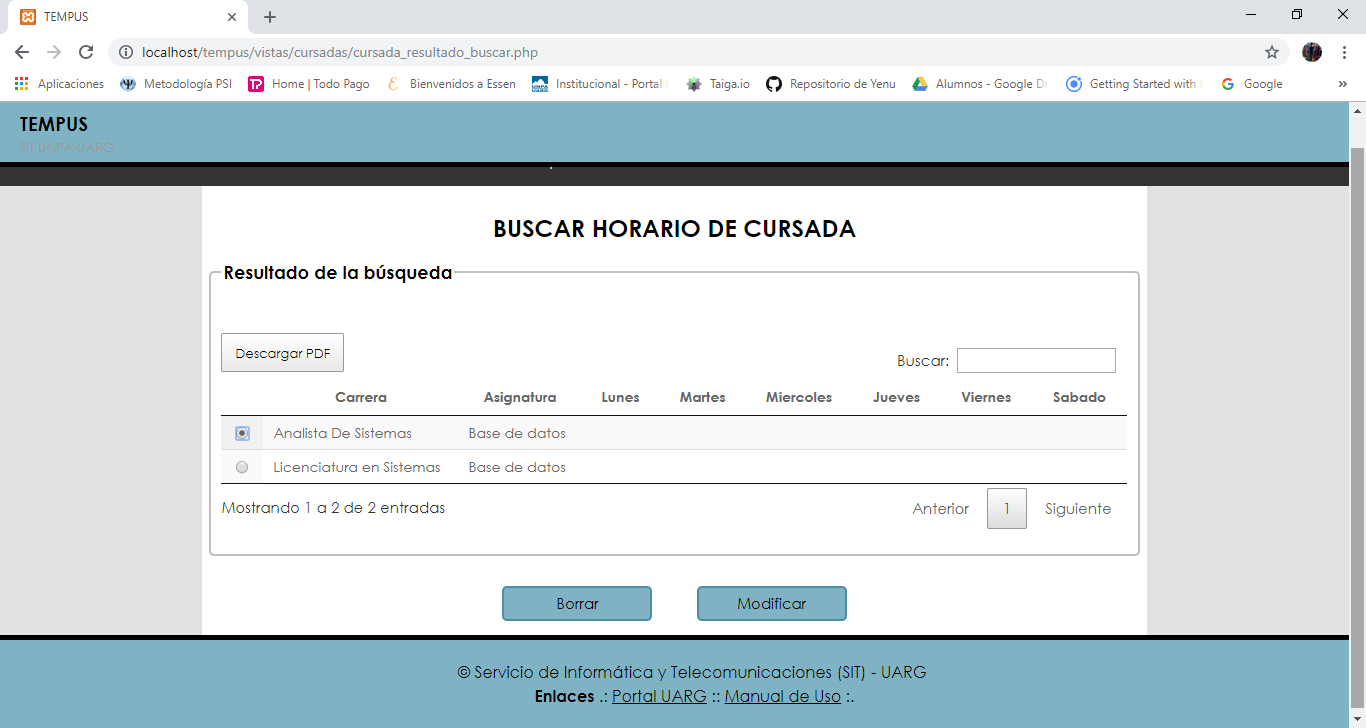 TEMPUS
localhost/tempus/vistas/cursadas/cursada_resultado_buscar.php
Aplicaciones Metodología PSI Home | Todo Pago Bienvenidos a Essen Institucional - Portal Taiga.io Repositorio de Yenu Alumnos - Google Dr Getting Started with Google »
TEMPUS
SIT UNPA-UARG
BUSCAR HORARIO DE CURSADA
Resultado de la búsqueda
Descargar PDF
Buscar:
Carrera Asignatura Lunes Martes Miercoles Jueves Viernes Sabado
Analista De Sistemas Base de datos
Licenciatura en Sistemas Base de datos
Mostrando 1 a 2 de 2 entradas Anterior 1 Siguiente
Borrar Modificar
© Servicio de Informática y Telecomunicaciones (SIT) - UARG
Enlaces .: Portal UARG :: Manual de Uso :.